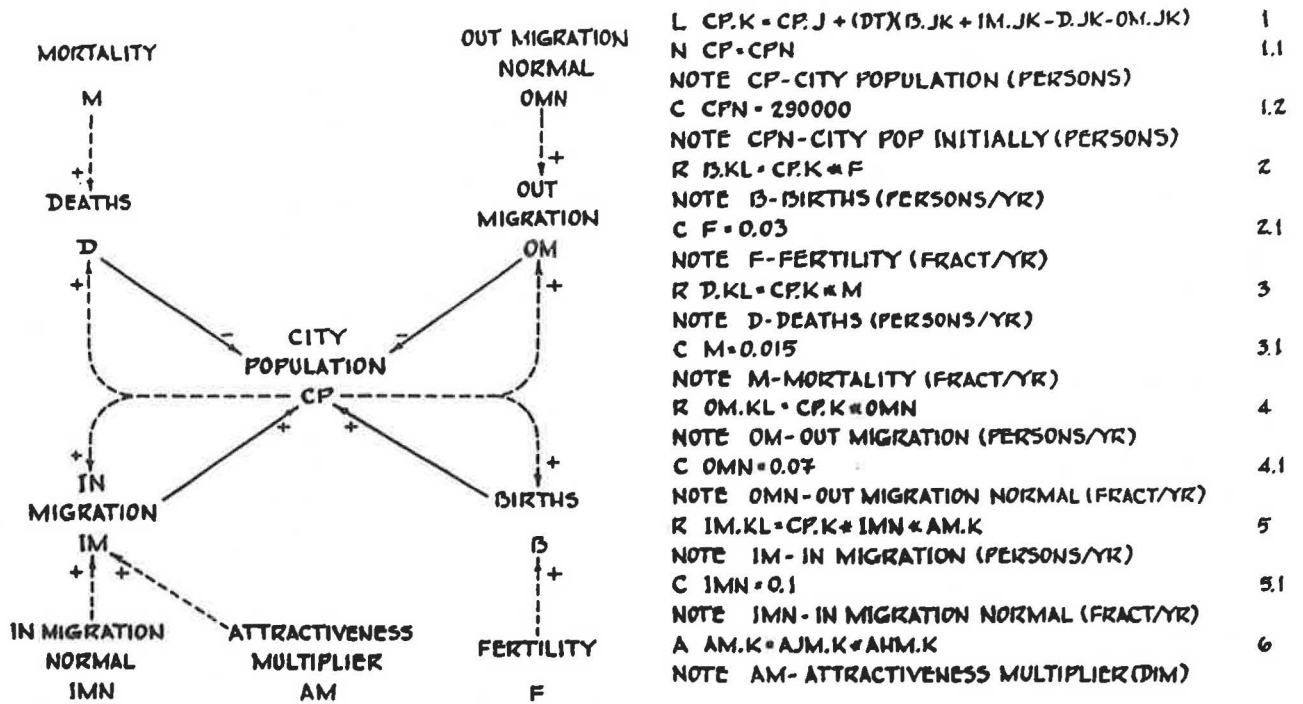 MORTALITY
M
+
DEATHS
D
+
OUT MIGRATION
NORMAL
OMN
+
OUT
MIGRATION
OM
+
-
-
CITY
POPULATION
CP
+
+
+
IN
MIGRATION
IM
+
+
IN MIGRATION
NORMAL
IMN
ATTRACTIVENESS
MULTIPLIER
AM
+
BIRTHS
B
+
FERTILITY
F
L CP.K=CP.J+(DT)(B.JK+IM.JK-D.JK-OM.JK) 1
N CP=CPN 1.1
NOTE CP-CITY POPULATION (PERSONS)
C CPN=290000 1.2
NOTE CPN-CITY POP INITIALLY (PERSONS)
R B.KL=CP.K*F 2
NOTE B-BIRTHS (PERSONS/YR)
C F=0.03 2.1
NOTE F-FERTILITY (FRACT/YR)
R D.KL=CP.K*M 3
NOTE D-DEATHS (PERSONS/YR)
C M=0.015 3.1
NOTE M-MORTALITY (FRACT/YR)
R OM.KL=CP.K*OMN 4
NOTE OM-OUT MIGRATION (PERSONS/YR)
C OMN=0.07 4.1
NOTE OMN-OUT MIGRATION NORMAL (FRACT/YR)
R IM.KL=CP.K*IMN*AM.K 5
NOTE IM-IN MIGRATION (PERSONS/YR)
C IMN=0.1 5.1
NOTE IMN-IN MIGRATION NORMAL (FRACT/YR)
A AM.K=AJM.K*AHM.K 6
NOTE AM-ATTRACTIVENESS MULTIPLIER (DIM)